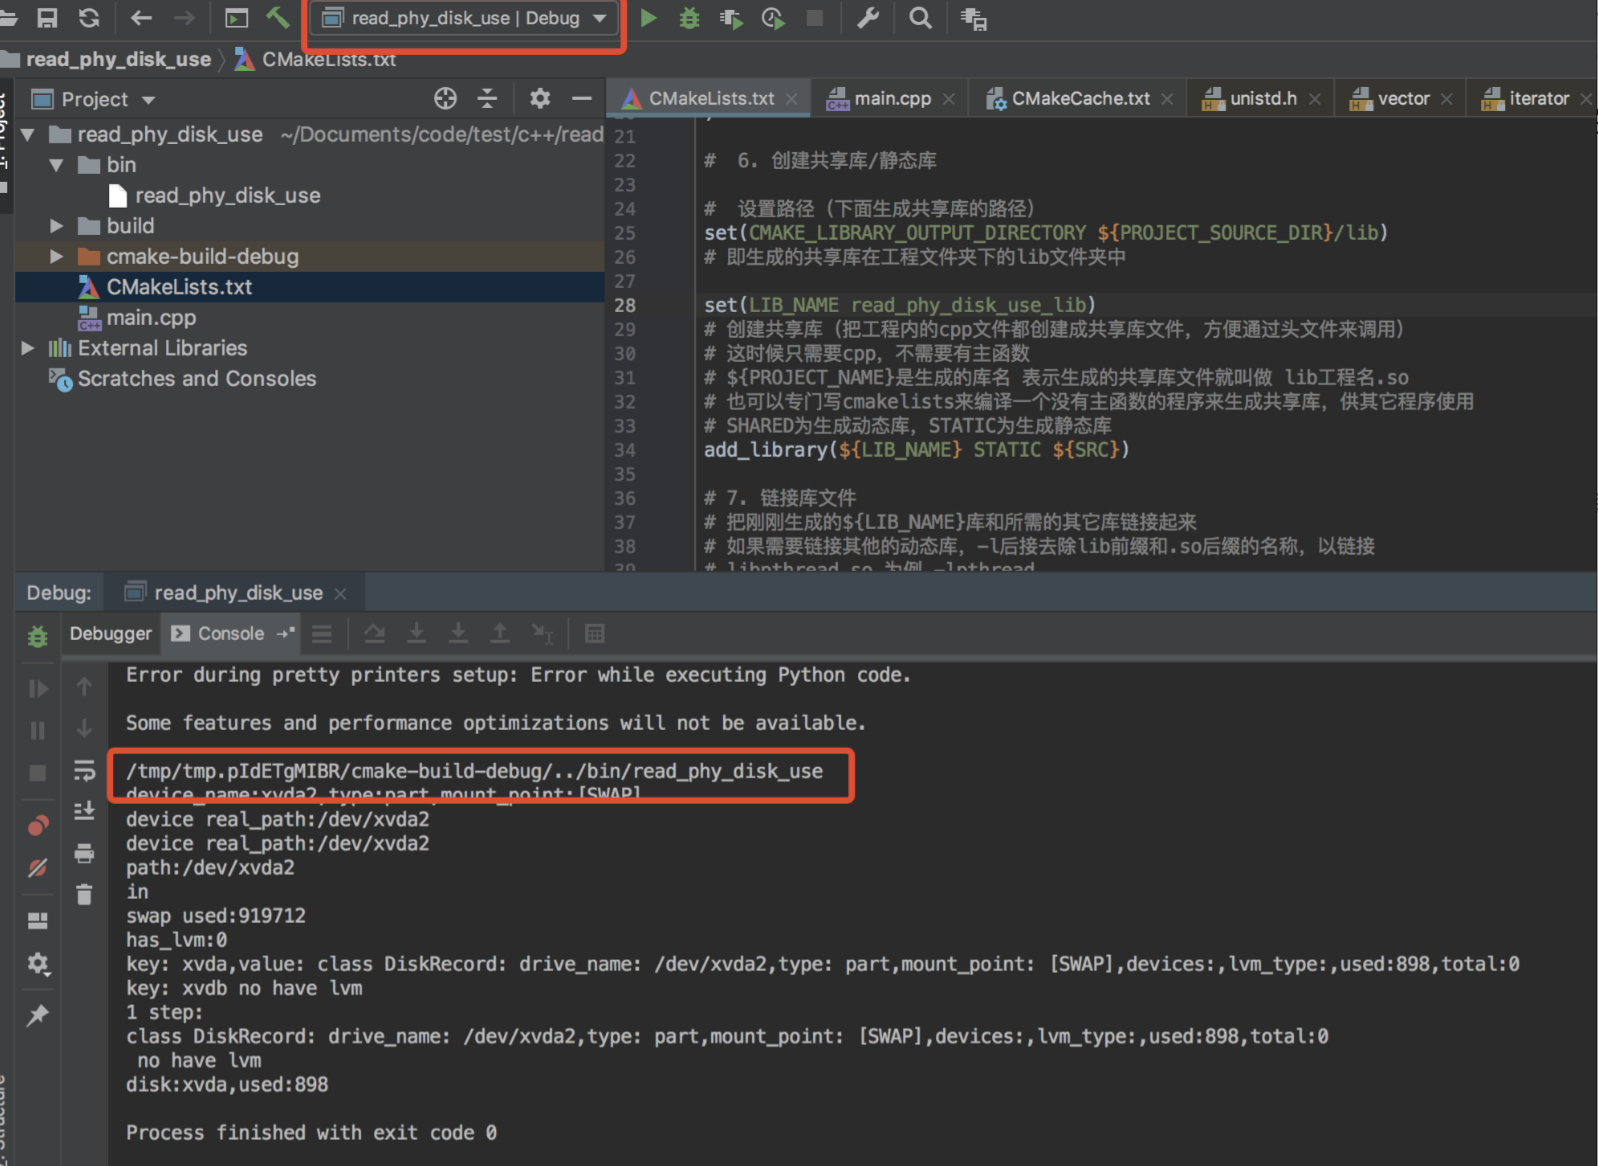 read_phy_disk_use | Debug
read_phy_disk_use
CMakeLists.txt
Project
CMakeLists.txt
main.cpp
CMakeCache.txt
unistd.h
vector
iterator
read_phy_disk_use ~/Documents/code/test/c++/read
bin
read_phy_disk_use
build
cmake-build-debug
CMakeLists.txt
main.cpp
External Libraries
Scratches and Consoles
21
22 # 6. 创建共享库/静态库
23
24 # 设置路径（下面生成共享库的路径）
25 set(CMAKE_LIBRARY_OUTPUT_DIRECTORY ${PROJECT_SOURCE_DIR}/lib)
26 # 即生成的共享库在工程文件夹下的lib文件夹中
27
28 set(LIB_NAME read_phy_disk_use_lib)
29 # 创建共享库（把工程内的cpp文件都创建成共享库文件，方便通过头文件来调用）
30 # 这时候只需要cpp，不需要有主函数
31 # ${PROJECT_NAME}是生成的库名 表示生成的共享库文件就叫做 lib工程名.so
32 # 也可以专门写cmakelists来编译一个没有主函数的程序来生成共享库，供其它程序使用
33 # SHARED为生成动态库，STATIC为生成静态库
34 add_library(${LIB_NAME} STATIC ${SRC})
35
36 # 7. 链接库文件
37 # 把刚刚生成的${LIB_NAME}库和所需的其它库链接起来
38 # 如果需要链接其他的动态库，-l后接去除lib前缀和.so后缀的名称，以链接
39 # libpthread.so 为例，-lpthread
Debug:
read_phy_disk_use
Debugger
Console
Error during pretty printers setup: Error while executing Python code.
Some features and performance optimizations will not be available.
/tmp/tmp.pIdETgMIBR/cmake-build-debug/../bin/read_phy_disk_use
device_name:xvda2,type:part,mount_point:[SWAP]
device real_path:/dev/xvda2
device real_path:/dev/xvda2
path:/dev/xvda2
in
swap used:919712
has_lvm:0
key: xvda,value: class DiskRecord: drive_name: /dev/xvda2,type: part,mount_point: [SWAP],devices:,lvm_type:,used:898,total:0
key: xvdb no have lvm
1 step:
class DiskRecord: drive_name: /dev/xvda2,type: part,mount_point: [SWAP],devices:,lvm_type:,used:898,total:0
no have lvm
disk:xvda,used:898
Process finished with exit code 0
1: Project
Structure